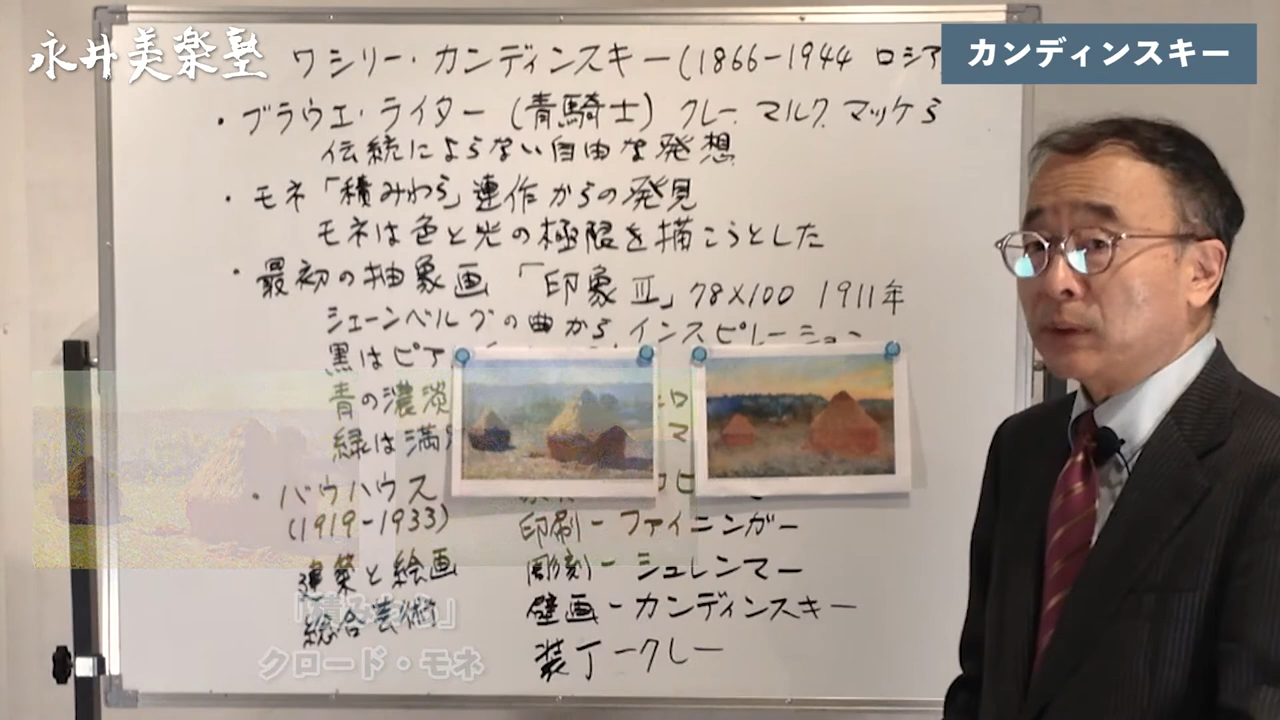 永井美楽塾
カンディンスキー
ワシリー・カンディンスキー(1866-1944 ロシア
・ブラウエ・ライター (青騎士) クレー、マルク、マッケら
伝統によらない自由な発想
・モネ「積みわら」連作からの発見
モネは色と光の極限を描こうとした
・最初の抽象画 「印象Ⅲ」78×100 1911年
シェーンベルグの曲からインスピレーション
黒はピア
青の濃淡
緑は満
・バウハウス
(1919-1933)
印刷-ファイニンガー
建築と絵画
彫刻-シュレンマー
総合芸術
壁画-カンディンスキー
装丁-クレー
「積みわら」
クロード・モネ